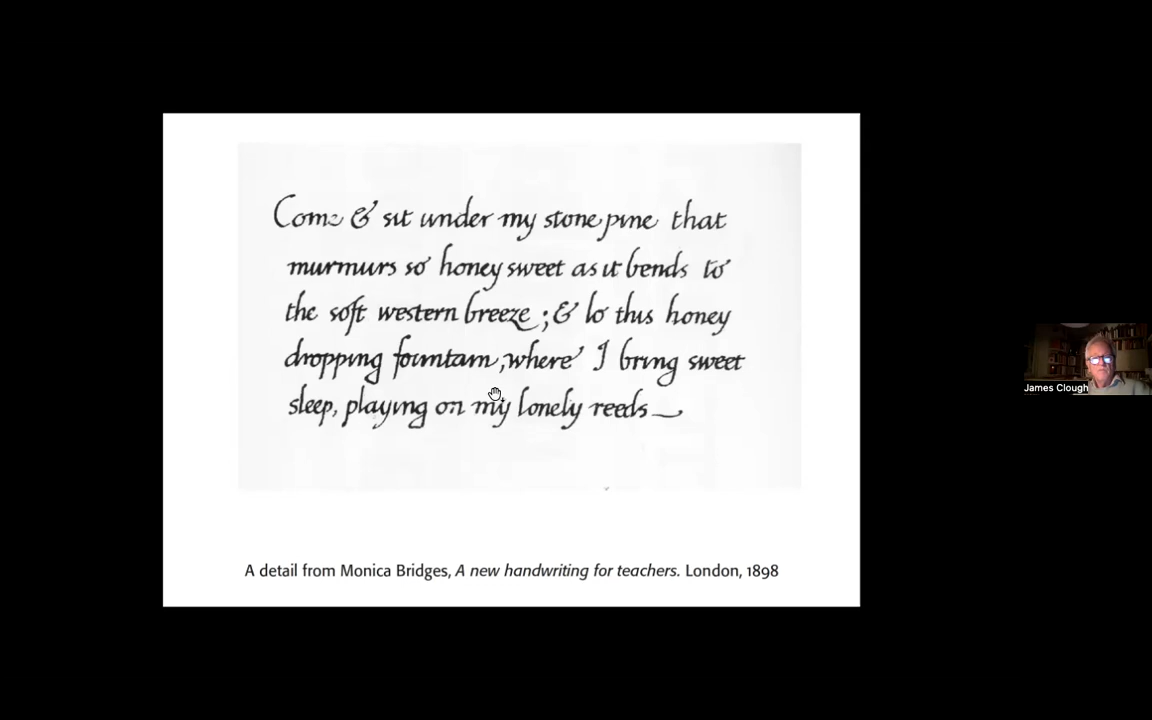 Come & sit under my stone pine that
murmurs so honey sweet as it bends to
the soft western breeze ; & lo this honey
dropping fountain, where I bring sweet
sleep, playing on my lonely reeds
A detail from Monica Bridges, A new handwriting for teachers. London, 1898
James Clough